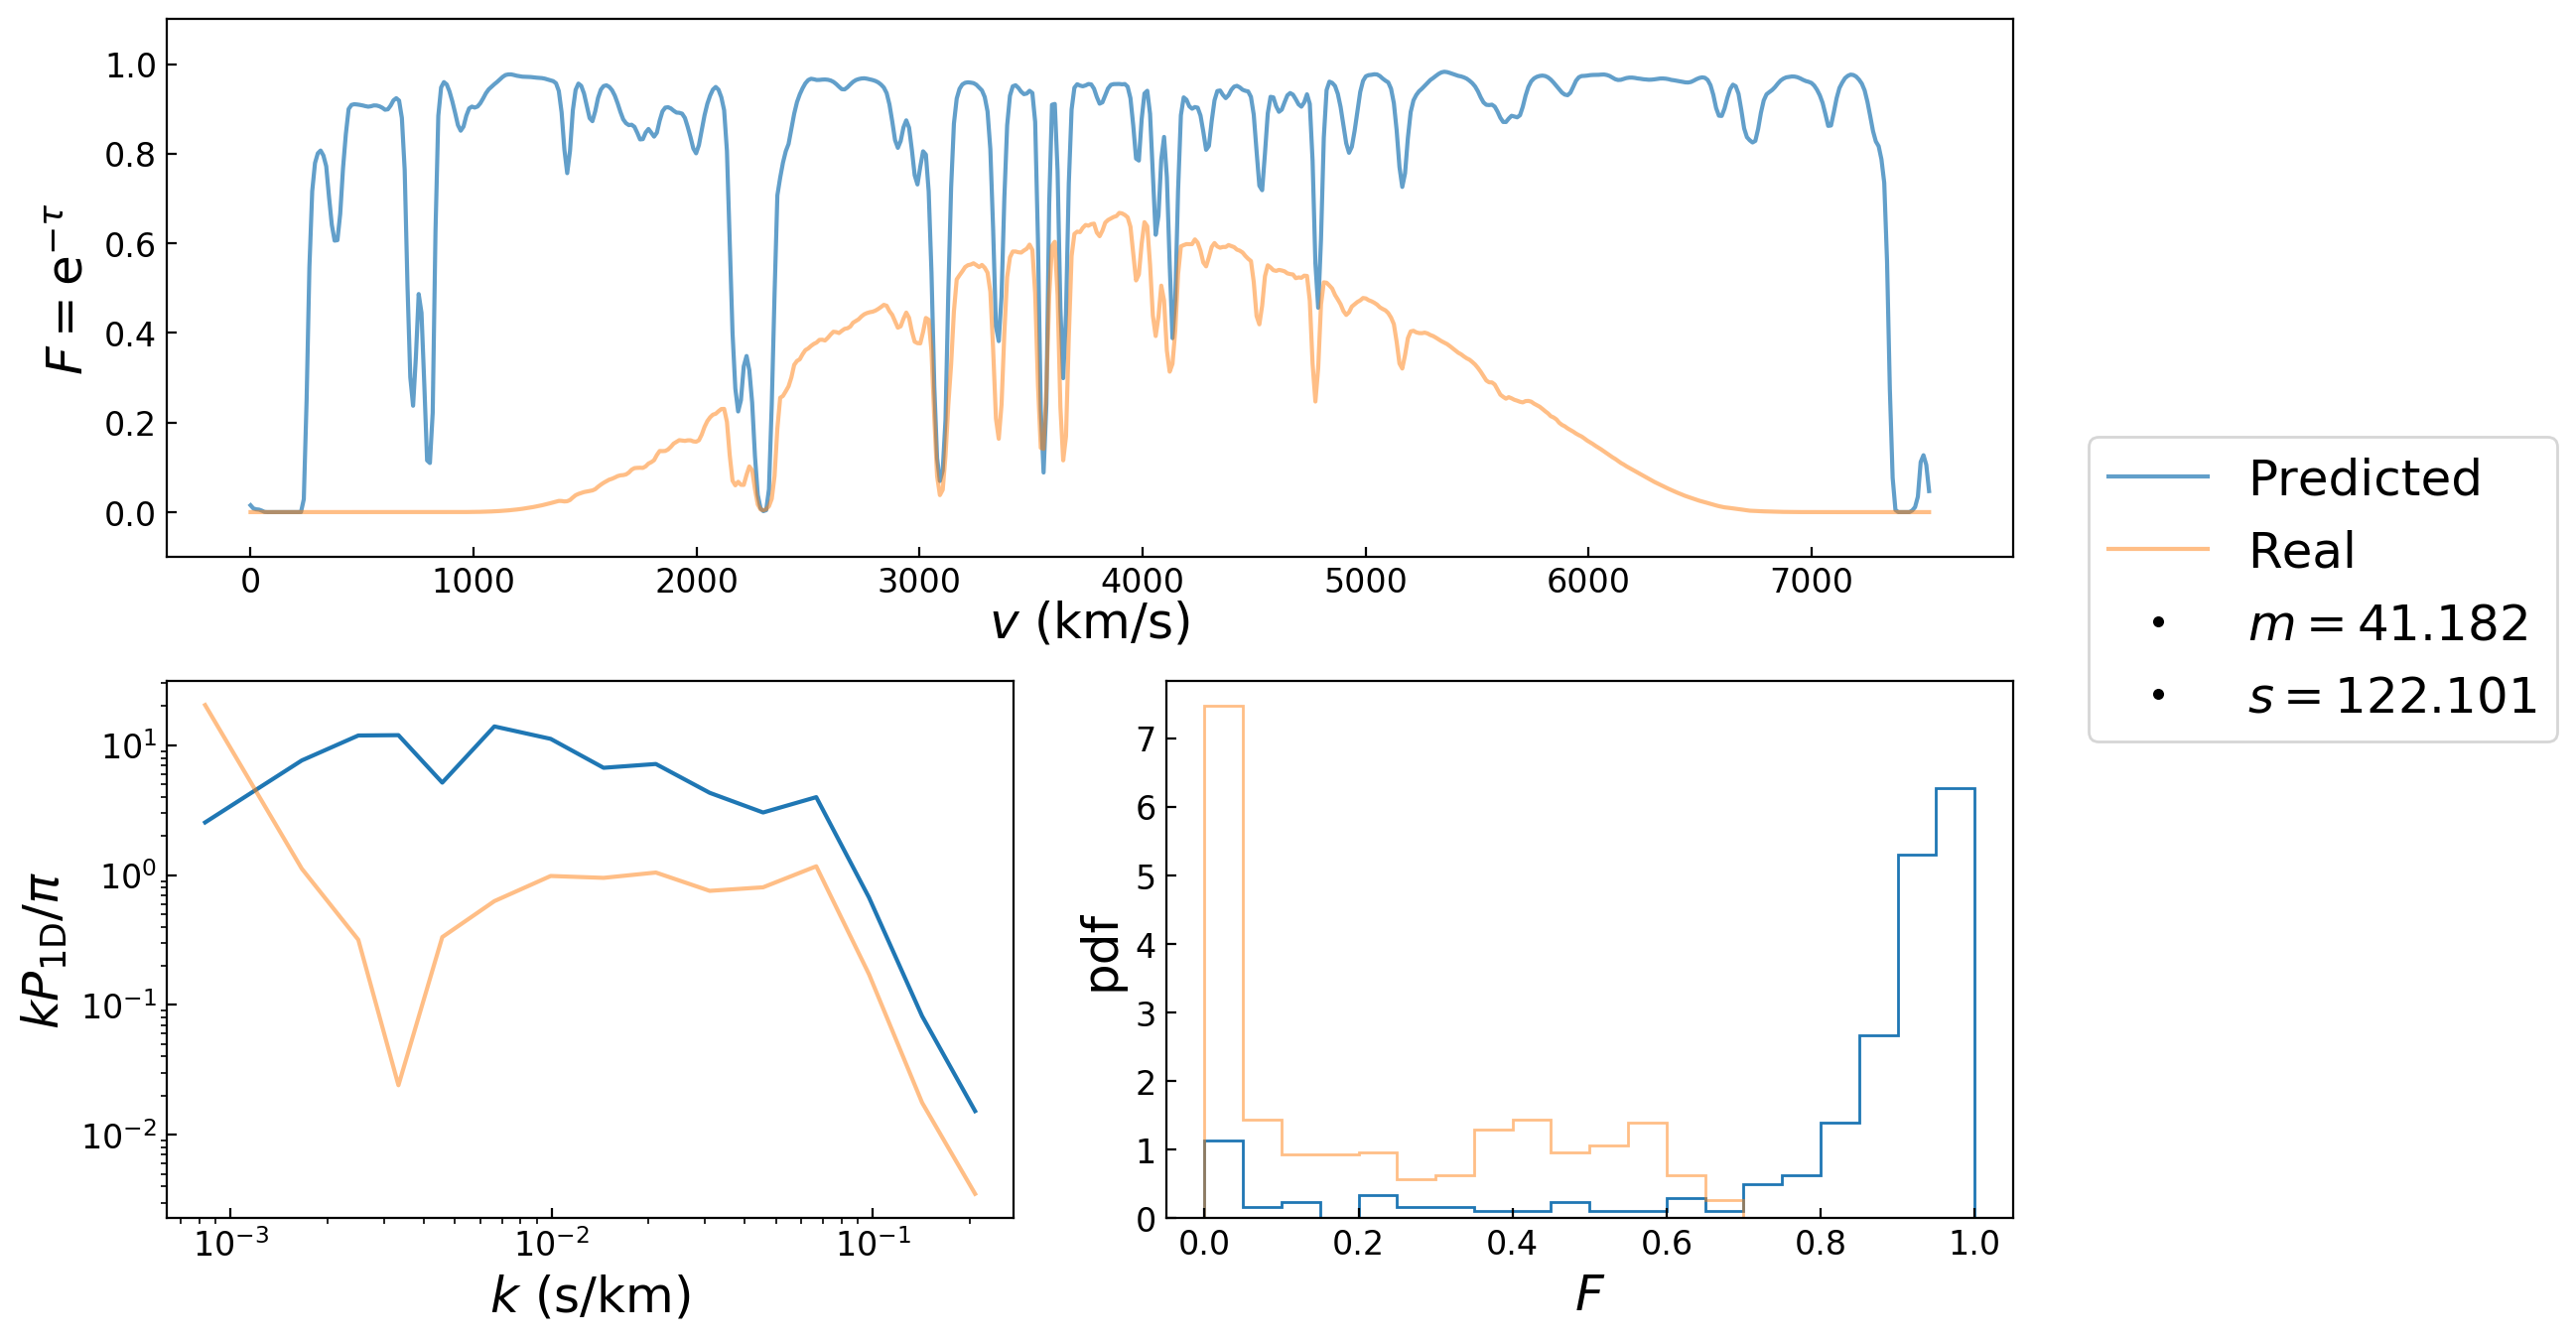 1.0
0.8
0.6
0.4
0.2
0.0
F = e^{−τ}
0 1000 2000 3000 4000 5000 6000 7000
v (km/s)
Predicted
Real
m = 41.182
s = 122.101
10^1
10^0
10^{−1}
10^{−2}
kP_{1D}/π
10^{−3} 10^{−2} 10^{−1}
k (s/km)
7
6
5
4
3
2
1
0
pdf
0.0 0.2 0.4 0.6 0.8 1.0
F